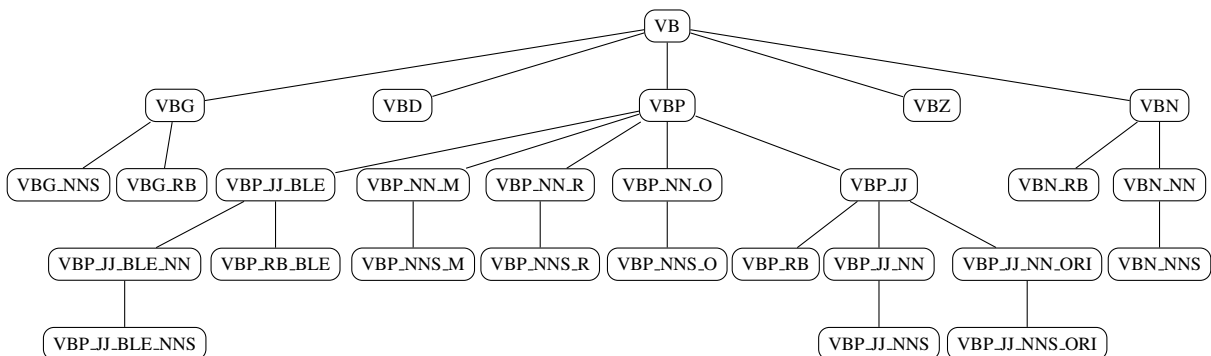 VB
VBG VBD VBP VBZ VBN
VBG_NNS VBG_RB VBP_JJ_BLE VBP_NN_M VBP_NN_R VBP_NN_O VBP_JJ VBN_RB VBN_NN
VBP_JJ_BLE_NN VBP_RB_BLE VBP_NNS_M VBP_NNS_R VBP_NNS_O VBP_RB VBP_JJ_NN VBP_JJ_NN_ORI VBN_NNS
VBP_JJ_BLE_NNS VBP_JJ_NNS VBP_JJ_NNS_ORI